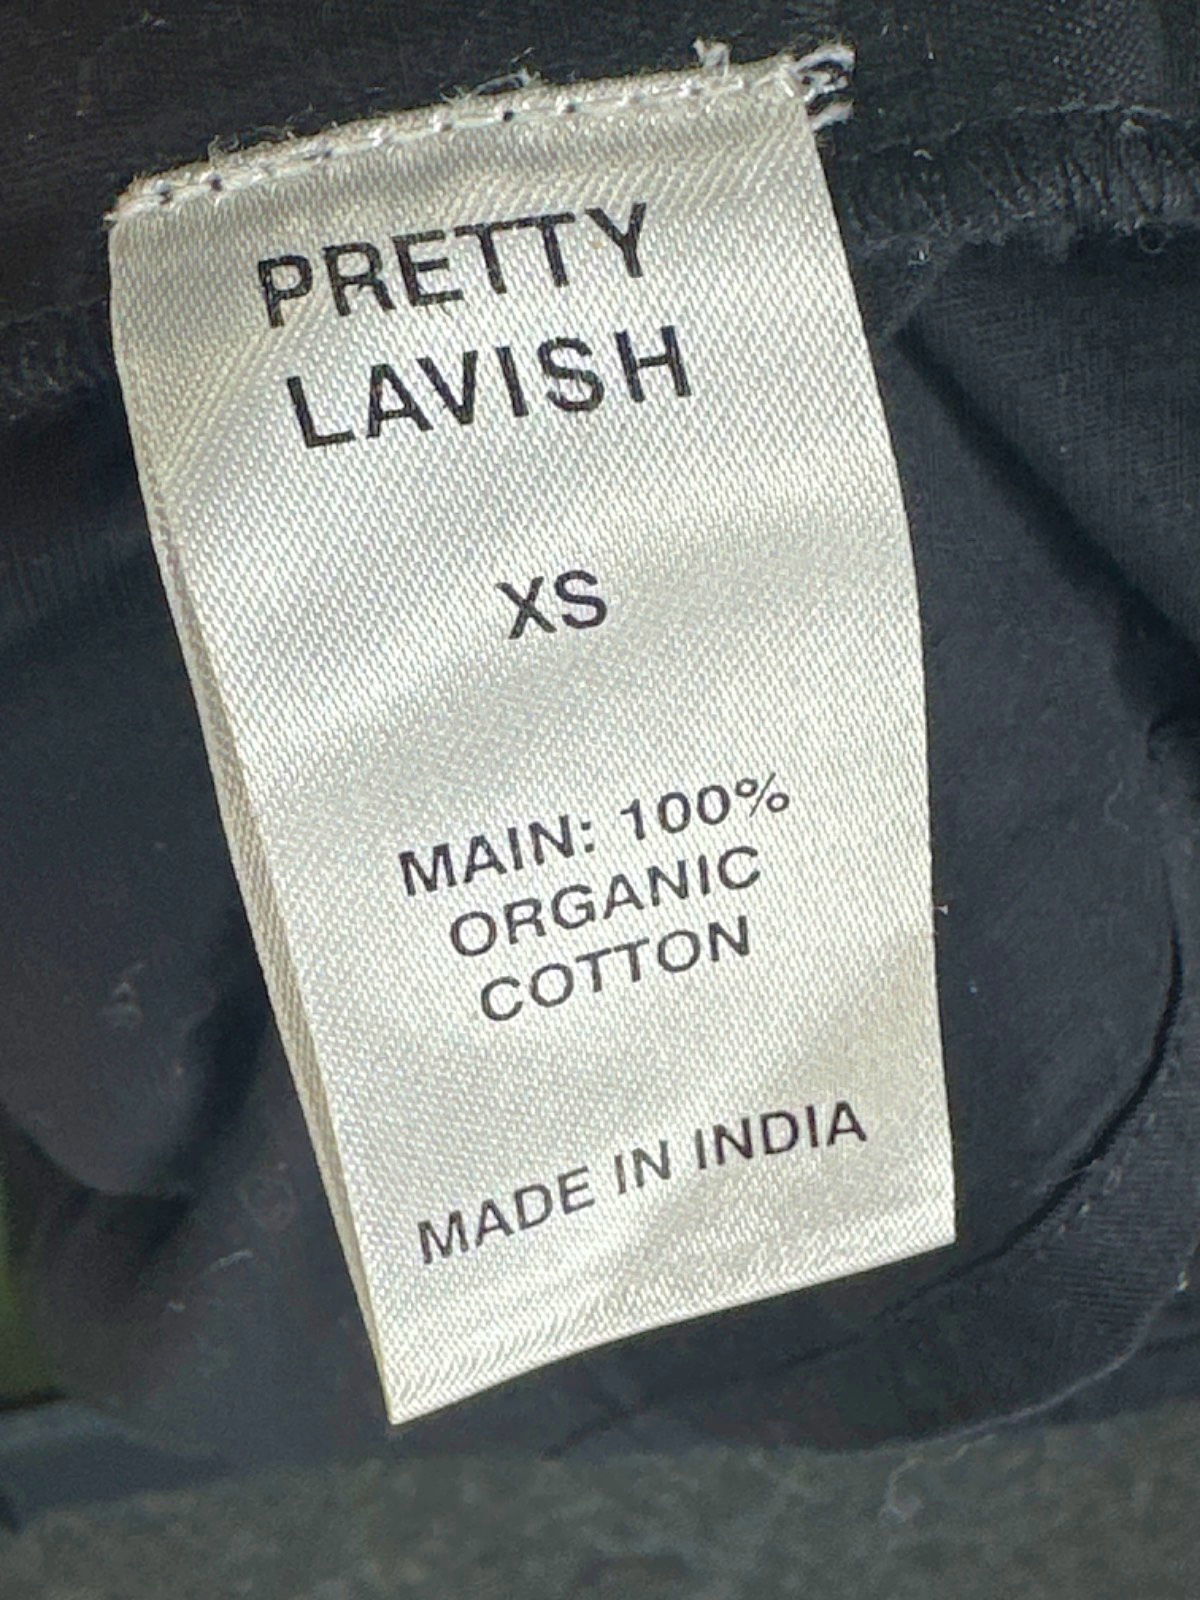 PRETTY
LAVISH
XS
MAIN: 100%
ORGANIC
COTTON
MADE IN INDIA